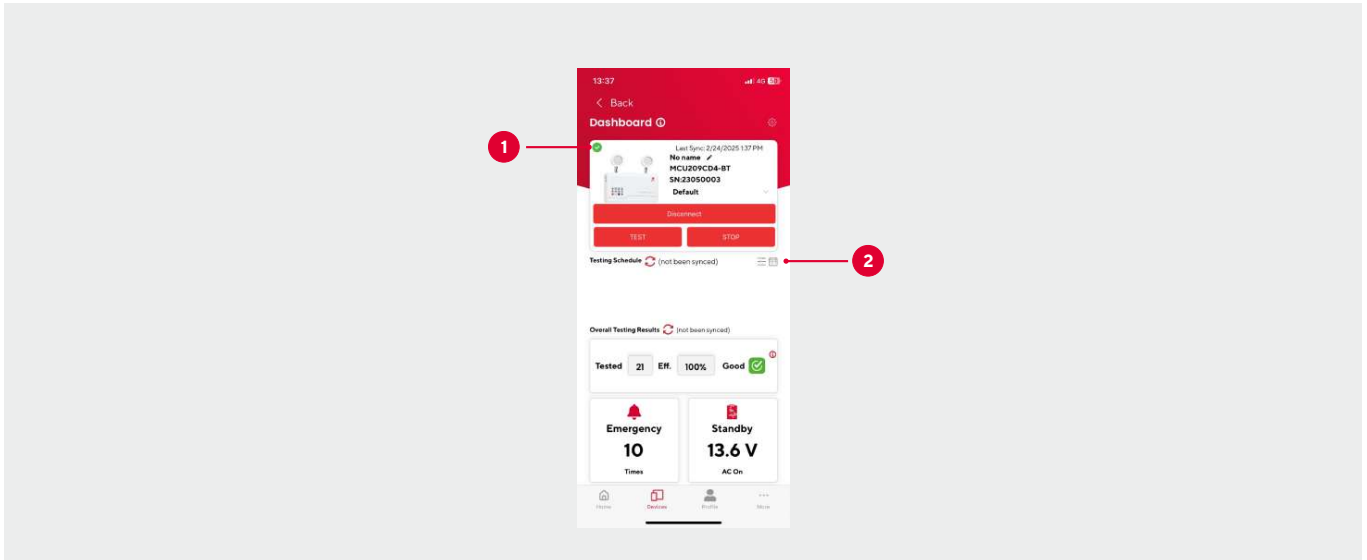 13:37
4G 50
Back
Dashboard
1
Last Sync: 2/24/2025 1:37 PM
No name
MCU209CD4-BT
SN:23050003
Default
Disconnect
TEST
STOP
Testing Schedule (not been synced)
2
Overall Testing Results (not been synced)
Tested 21 Eff. 100% Good
Emergency
10
Times
Standby
13.6 V
AC On
Home
Devices
Profile
More